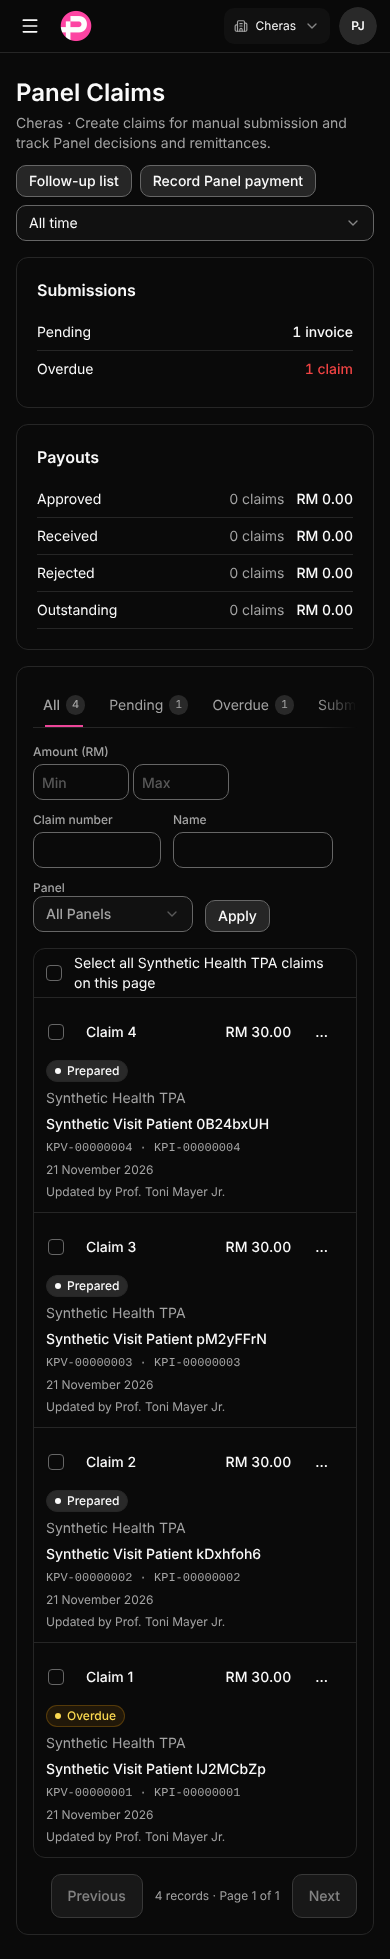 Cheras
PJ
Panel Claims
Cheras · Create claims for manual submission and
track Panel decisions and remittances.
Follow-up list
Record Panel payment
All time
Submissions
Pending 1 invoice
Overdue 1 claim
Payouts
Approved 0 claims RM 0.00
Received 0 claims RM 0.00
Rejected 0 claims RM 0.00
Outstanding 0 claims RM 0.00
All 4 Pending 1 Overdue 1 Subm
Amount (RM)
Min Max
Claim number Name
Panel
All Panels Apply
Select all Synthetic Health TPA claims
on this page
Claim 4 RM 30.00 ...
Prepared
Synthetic Health TPA
Synthetic Visit Patient 0B24bxUH
KPV-00000004 · KPI-00000004
21 November 2026
Updated by Prof. Toni Mayer Jr.
Claim 3 RM 30.00 ...
Prepared
Synthetic Health TPA
Synthetic Visit Patient pM2yFFrN
KPV-00000003 · KPI-00000003
21 November 2026
Updated by Prof. Toni Mayer Jr.
Claim 2 RM 30.00 ...
Prepared
Synthetic Health TPA
Synthetic Visit Patient kDxhfoh6
KPV-00000002 · KPI-00000002
21 November 2026
Updated by Prof. Toni Mayer Jr.
Claim 1 RM 30.00 ...
Overdue
Synthetic Health TPA
Synthetic Visit Patient IJ2MCbZp
KPV-00000001 · KPI-00000001
21 November 2026
Updated by Prof. Toni Mayer Jr.
Previous 4 records · Page 1 of 1 Next